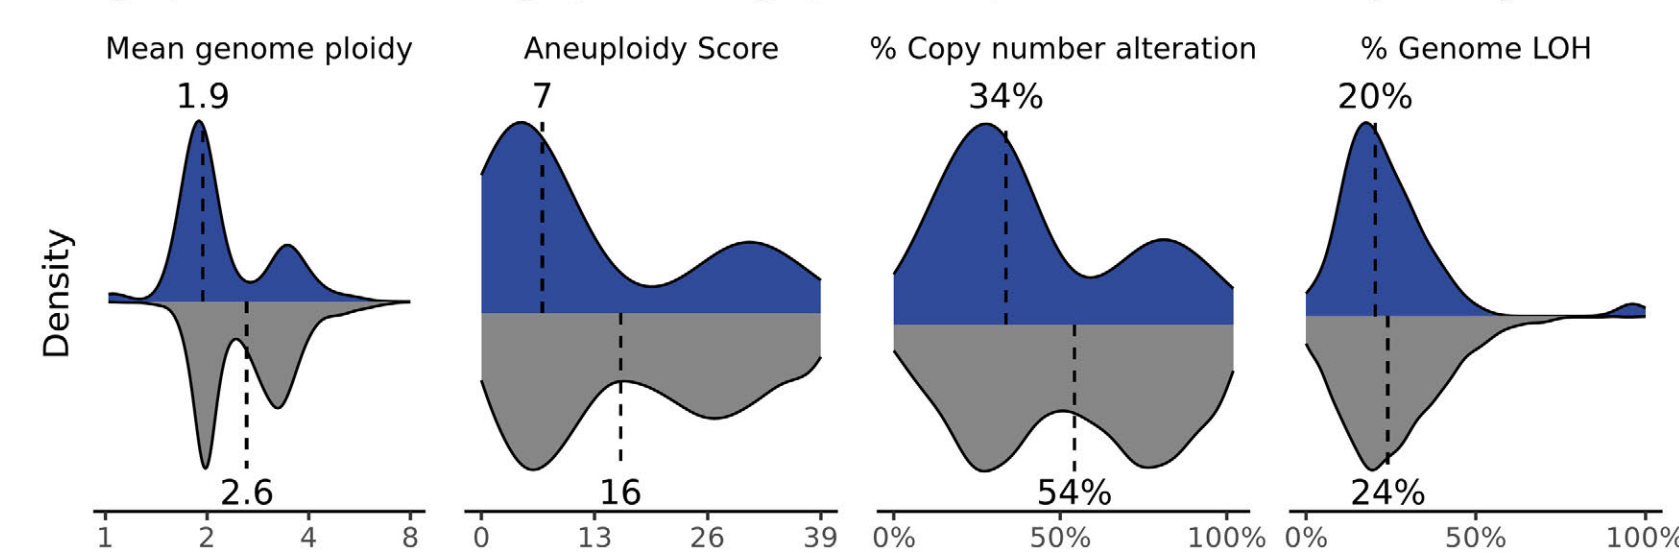 Mean genome ploidy
Aneuploidy Score
% Copy number alteration
% Genome LOH
1.9
7
34%
20%
Density
2.6
16
54%
24%
1 2 4 8
0 13 26 39
0% 50% 100%
0% 50% 100%